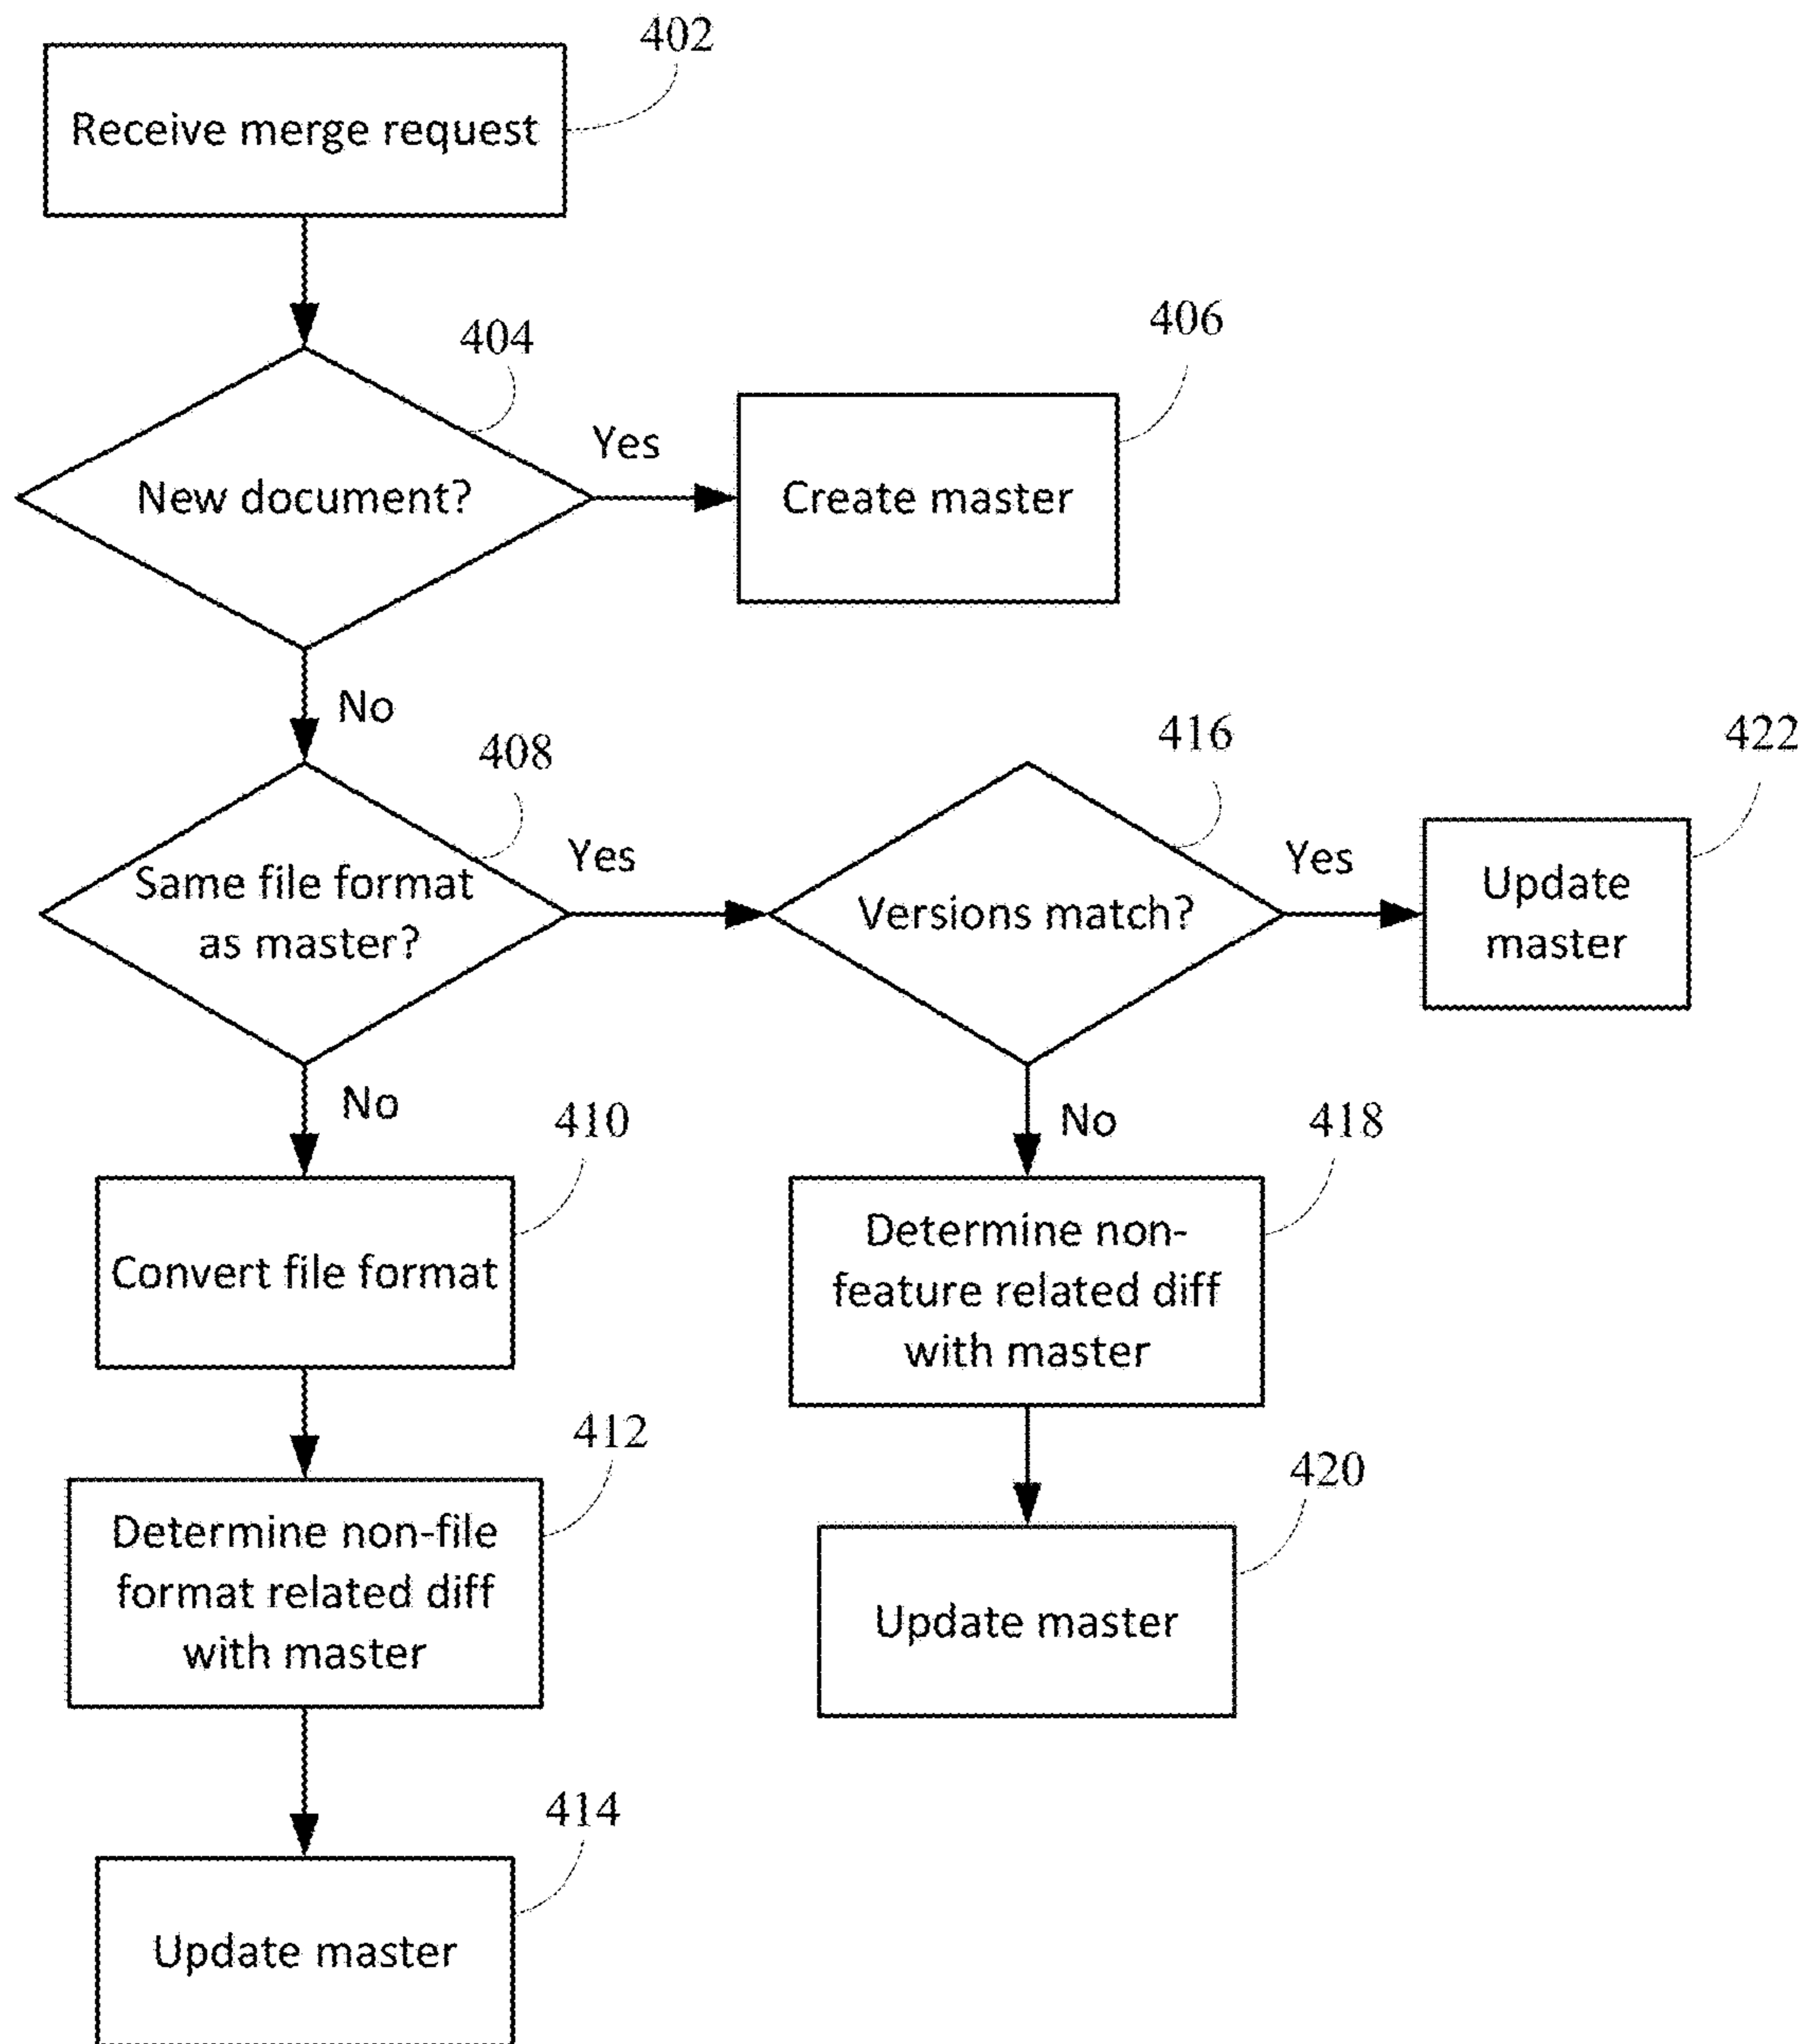 402
Receive merge request
404
406
New document?
Yes
Create master
No
408
416
422
Same file format
as master?
Yes
Versions match?
Yes
Update
master
No
410
No
418
Convert file format
Determine non-
feature related diff
with master
412
420
Determine non-file
format related diff
with master
Update master
414
Update master